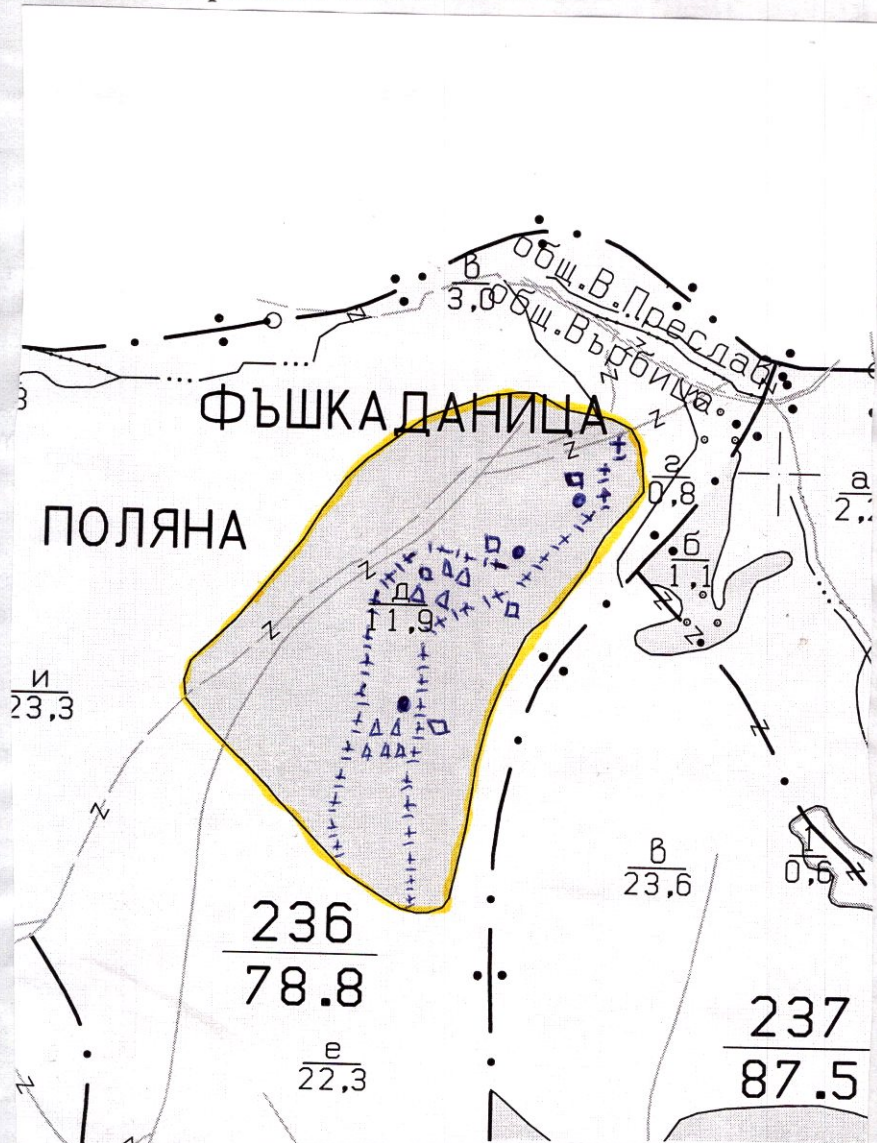 общ.В.Преслав
в
3,0
общ.Върбица
ФЪШКАДАНИЦА
г
0,8
а
ПОЛЯНА
б
1,1
д
11,9
и
23,3
в
23,6
1
0,6
236
78.8
237
87.5
е
22,3